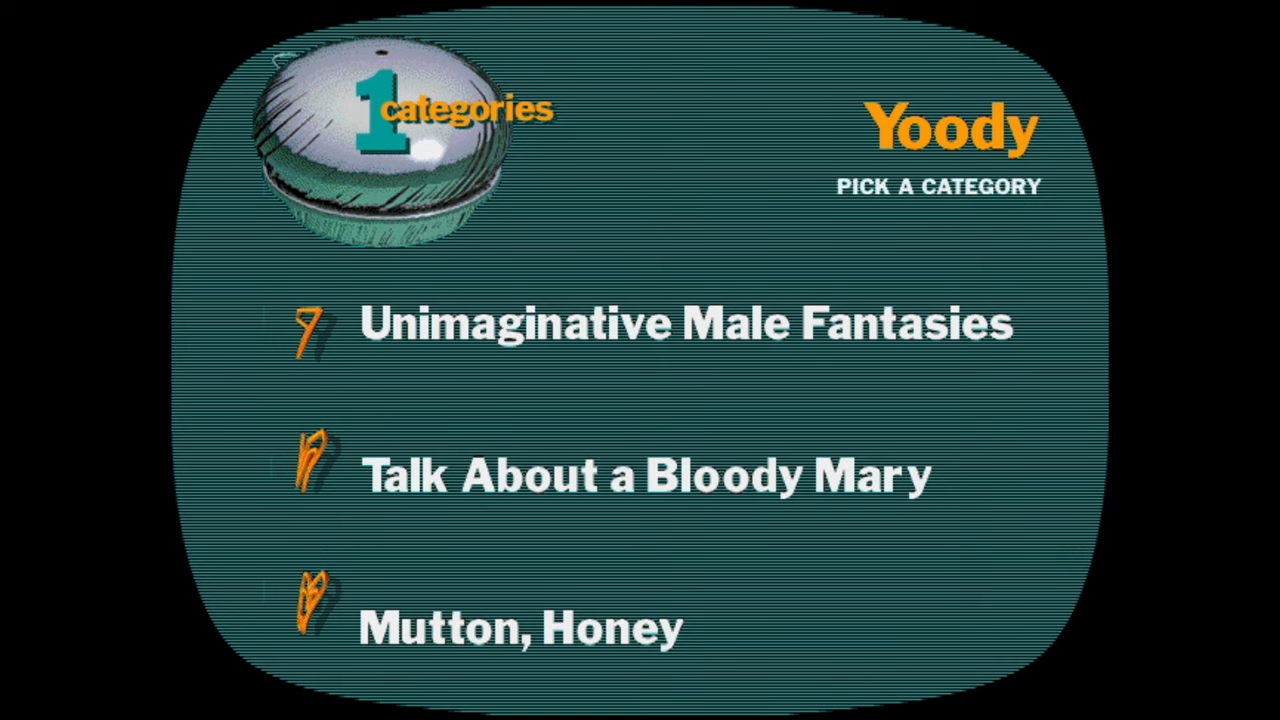 1
categories
Yoody
PICK A CATEGORY
Unimaginative Male Fantasies
Talk About a Bloody Mary
Mutton, Honey